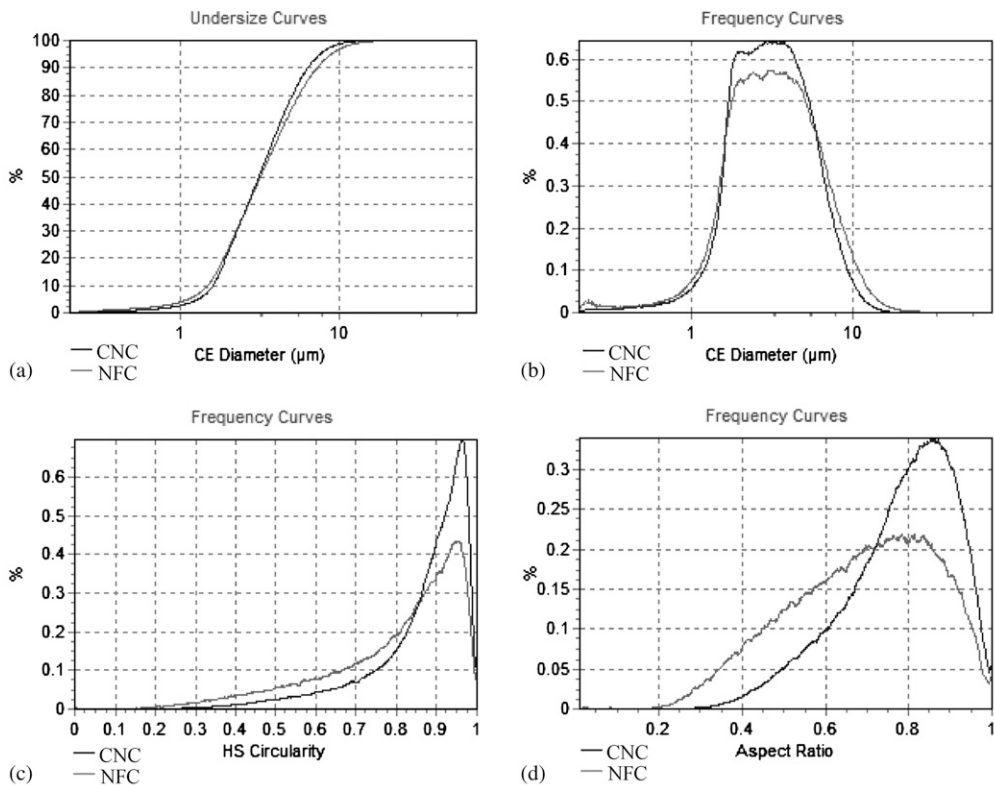 Undersize Curves
100
90
80
70
60
50
40
30
20
10
0
%
1
10
CE Diameter (µm)
(a)
CNC
NFC
Frequency Curves
0.6
0.5
0.4
0.3
0.2
0.1
0
%
1
10
CE Diameter (µm)
(b)
CNC
NFC
Frequency Curves
0.6
0.5
0.4
0.3
0.2
0.1
0
%
0 0.1 0.2 0.3 0.4 0.5 0.6 0.7 0.8 0.9 1
HS Circularity
(c)
CNC
NFC
Frequency Curves
0.3
0.25
0.2
0.15
0.1
0.05
0
%
0.2 0.4 0.6 0.8 1
Aspect Ratio
(d)
CNC
NFC